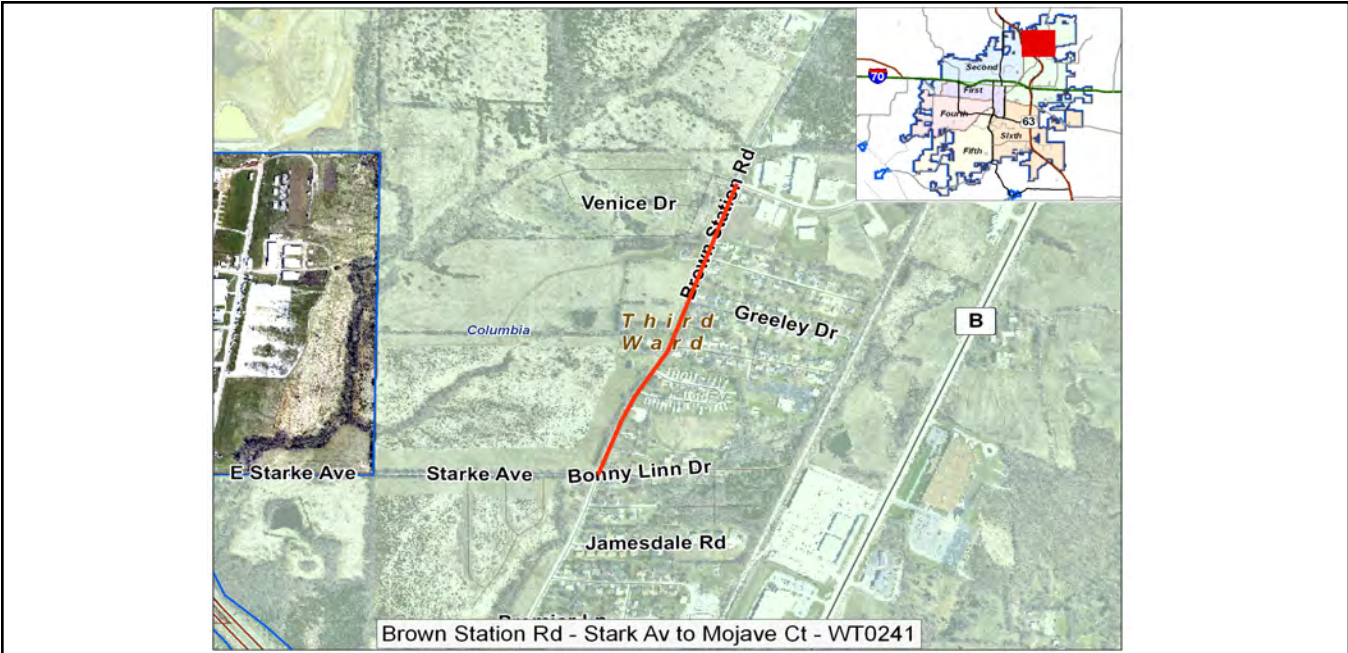 Second
70
First
Fourth
63
Sixth
Fifth
Brown Station Rd
Venice Dr
Greeley Dr
Third
Ward
Columbia
B
E Starke Ave
Starke Ave
Bonny Linn Dr
Jamesdale Rd
Brown Station Rd - Stark Av to Mojave Ct - WT0241